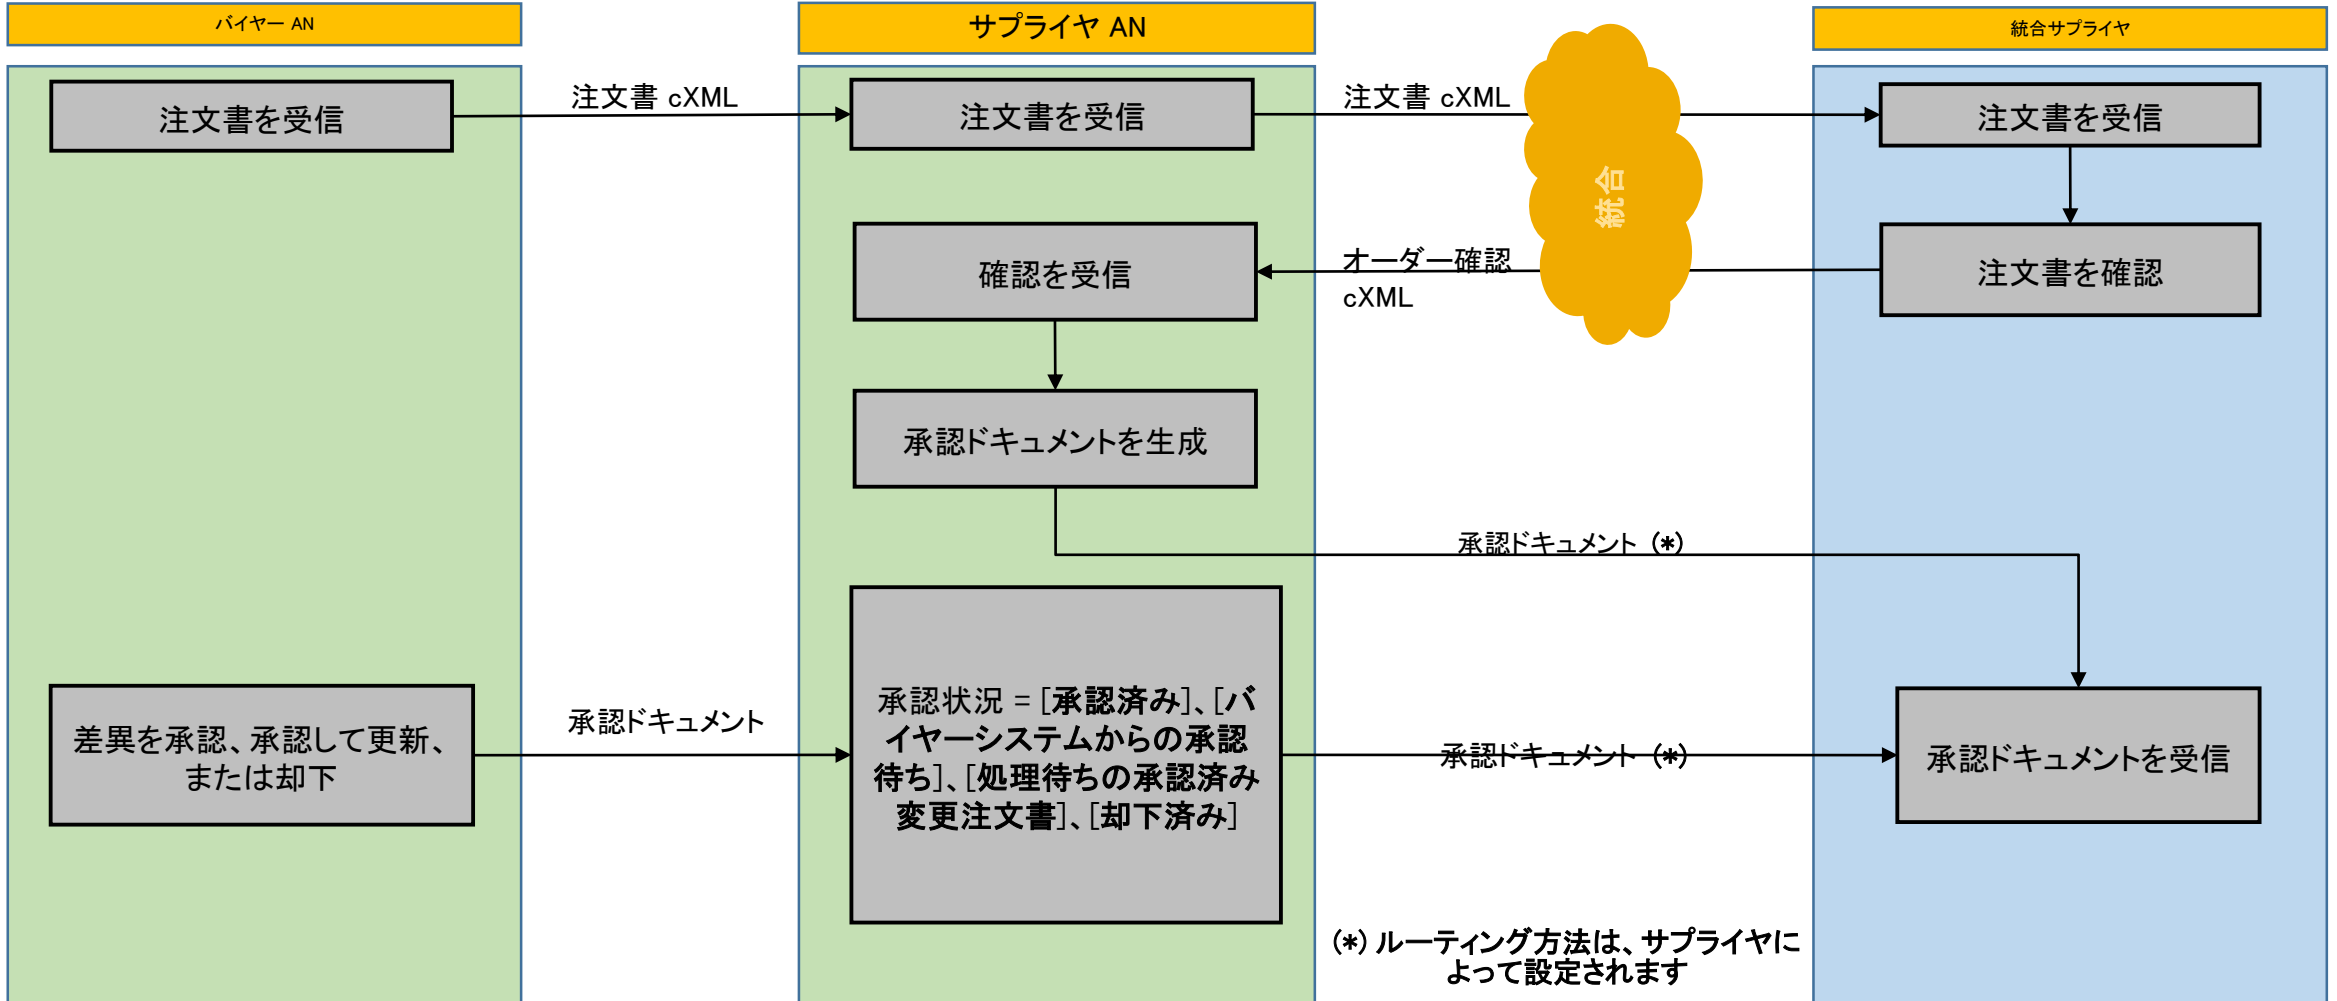 バイヤー AN
サプライヤ AN
統合サプライヤ
注文書を受信
注文書 cXML
注文書を受信
注文書 cXML
統合
注文書を受信
確認を受信
オーダー確認
cXML
注文書を確認
承認ドキュメントを生成
承認ドキュメント (*)
差異を承認、承認して更新、
または却下
承認ドキュメント
承認状況 = [承認済み]、[バ
イヤーシステムからの承認
待ち]、[処理待ちの承認済み
変更注文書]、[却下済み]
承認ドキュメント (*)
承認ドキュメントを受信
(*) ルーティング方法は、サプライヤに
よって設定されます